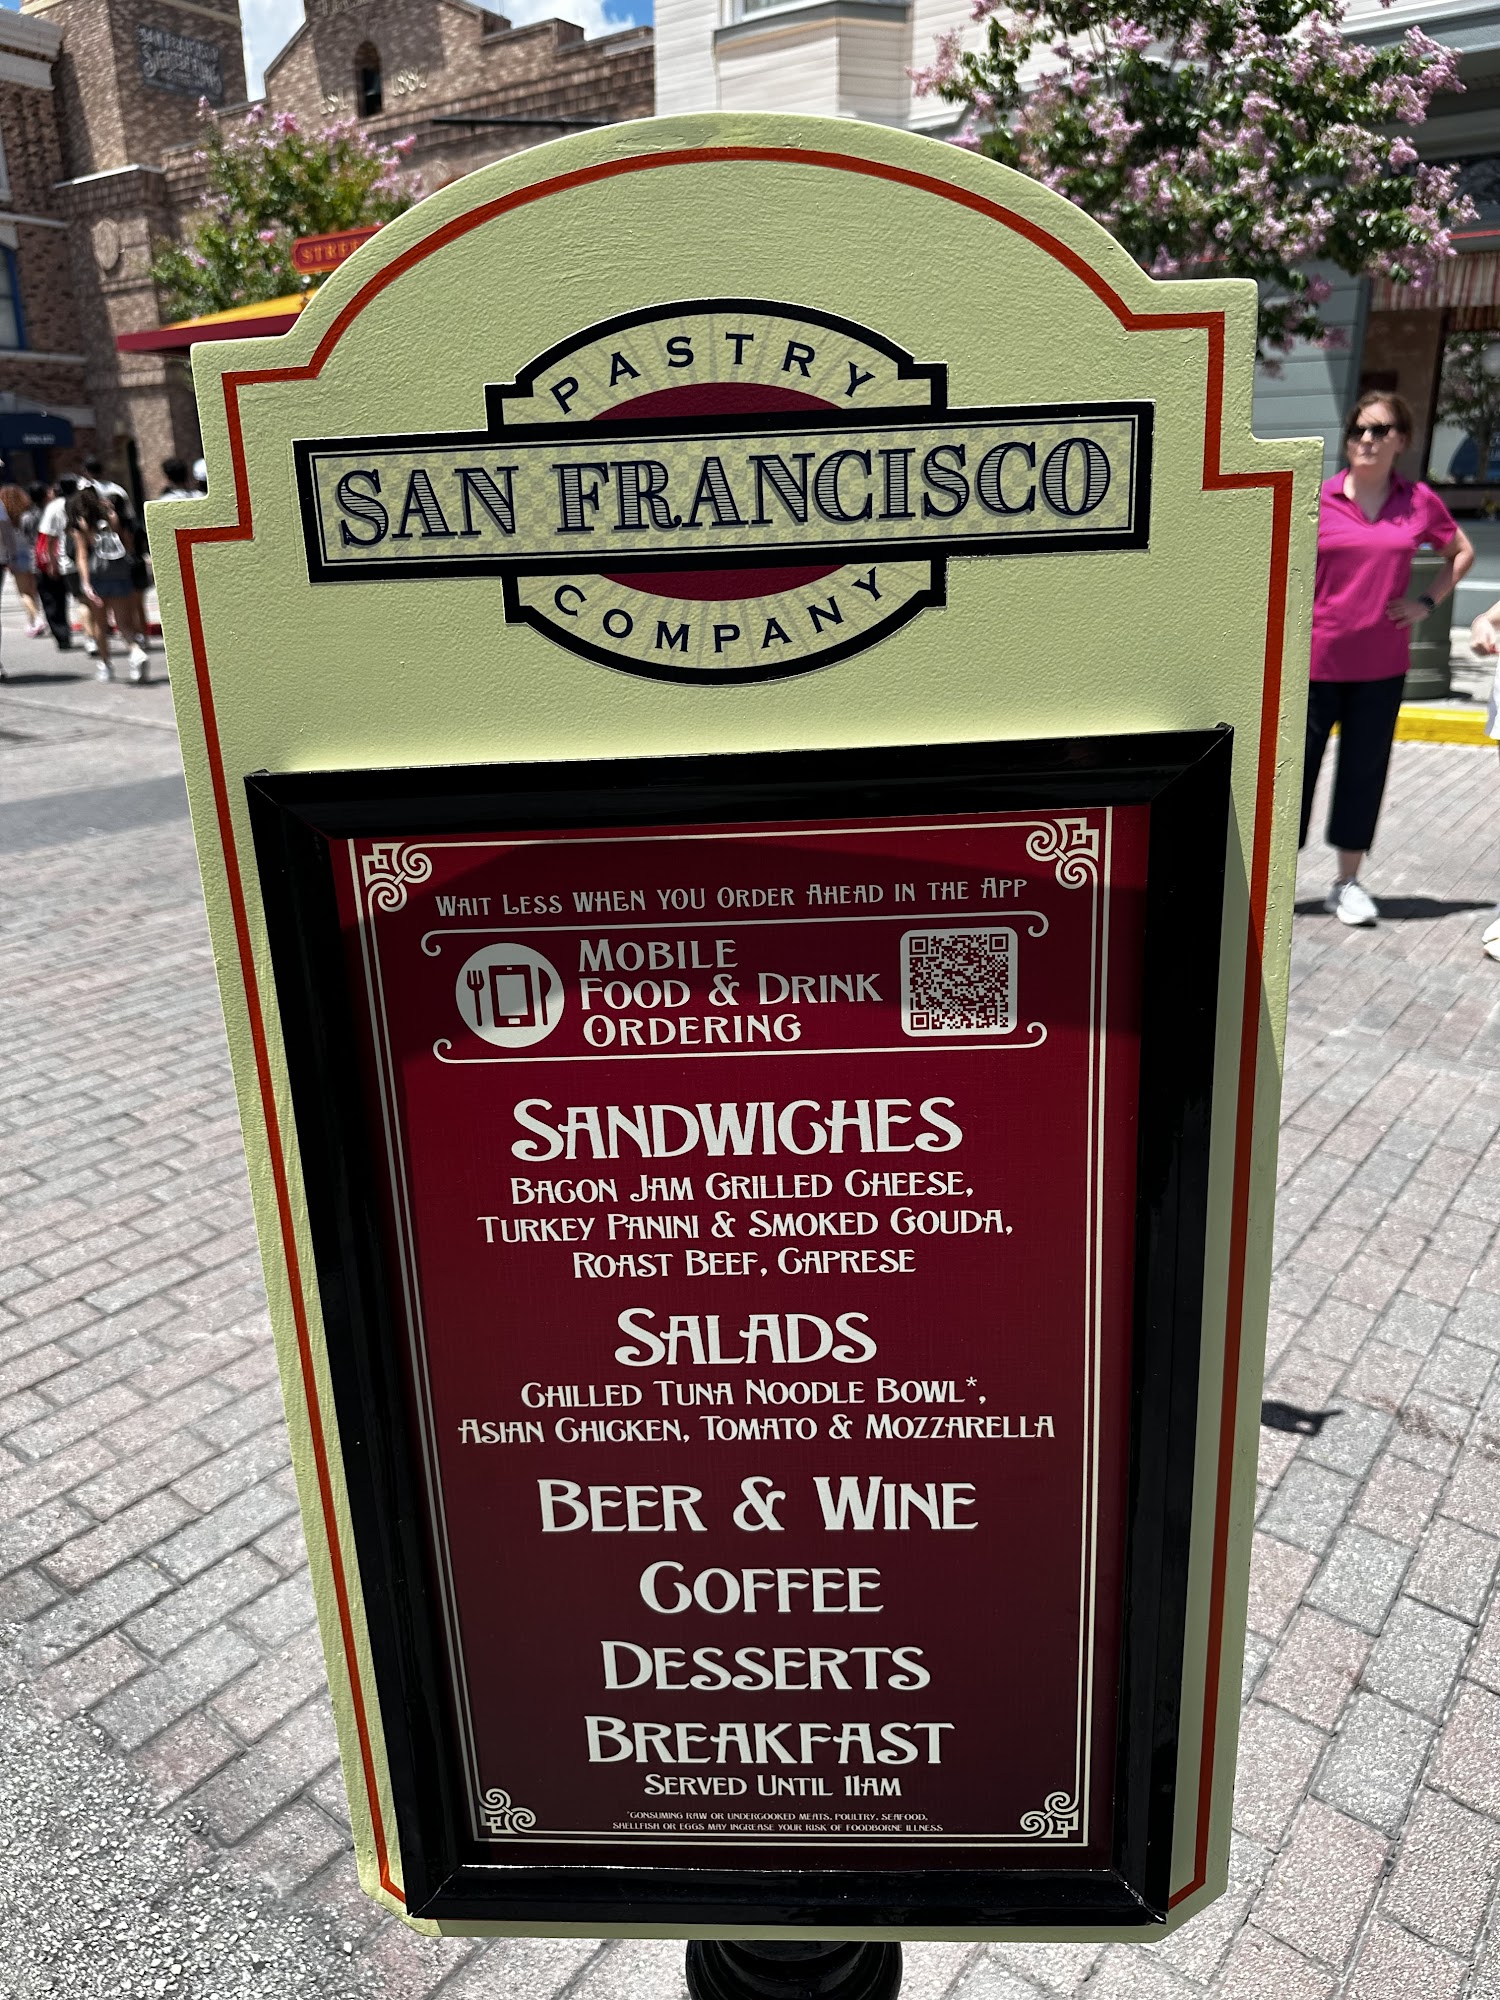 STREE
PASTRY
SAN FRANCISCO
COMPANY
WAIT LESS WHEN YOU ORDER AHEAD IN THE APP
MOBILE
FOOD & DRINK
ORDERING
SANDWICHES
BACON JAM GRILLED CHEESE,
TURKEY PANINI & SMOKED GOUDA,
ROAST BEEF, CAPRESE
SALADS
CHILLED TUNA NOODLE BOWL*,
ASIAN CHICKEN, TOMATO & MOZZARELLA
BEER & WINE
COFFEE
DESSERTS
BREAKFAST
SERVED UNTIL 11AM
*CONSUMING RAW OR UNDERCOOKED MEATS, POULTRY, SEAFOOD,
SHELLFISH OR EGGS MAY INCREASE YOUR RISK OF FOODBORNE ILLNESS